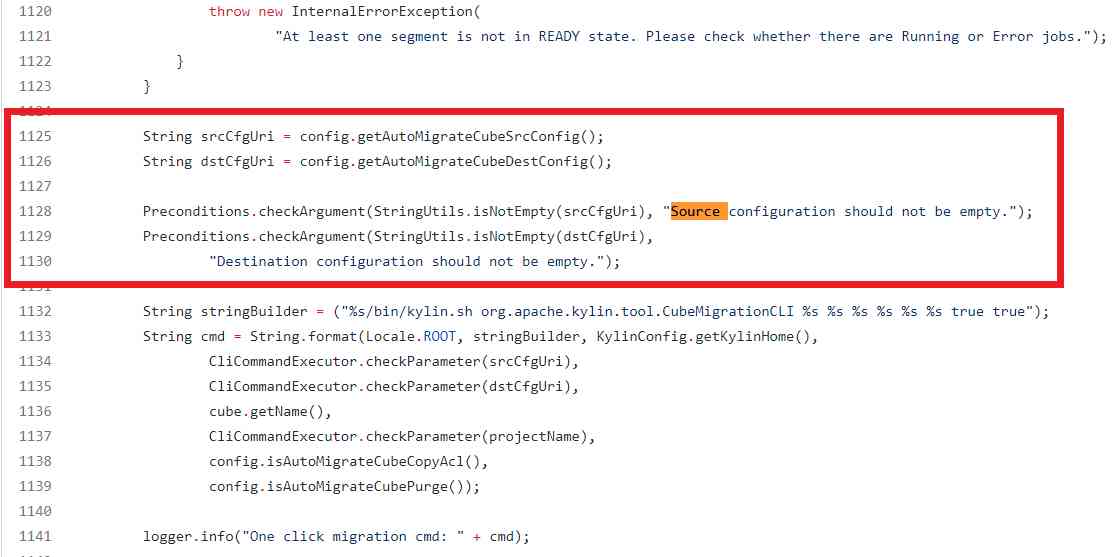 1120 throw new InternalErrorException(
1121 "At least one segment is not in READY state. Please check whether there are Running or Error jobs.");
1122 }
1123 }
1124
1125 String srcCfgUri = config.getAutoMigrateCubeSrcConfig();
1126 String dstCfgUri = config.getAutoMigrateCubeDestConfig();
1127
1128 Preconditions.checkArgument(StringUtils.isNotEmpty(srcCfgUri), "Source configuration should not be empty.");
1129 Preconditions.checkArgument(StringUtils.isNotEmpty(dstCfgUri),
1130 "Destination configuration should not be empty.");
1131
1132 String stringBuilder = ("%s/bin/kylin.sh org.apache.kylin.tool.CubeMigrationCLI %s %s %s %s %s %s true true");
1133 String cmd = String.format(Locale.ROOT, stringBuilder, KylinConfig.getKylinHome(),
1134 CliCommandExecutor.checkParameter(srcCfgUri),
1135 CliCommandExecutor.checkParameter(dstCfgUri),
1136 cube.getName(),
1137 CliCommandExecutor.checkParameter(projectName),
1138 config.isAutoMigrateCubeCopyAcl(),
1139 config.isAutoMigrateCubePurge());
1140
1141 logger.info("One click migration cmd: " + cmd);